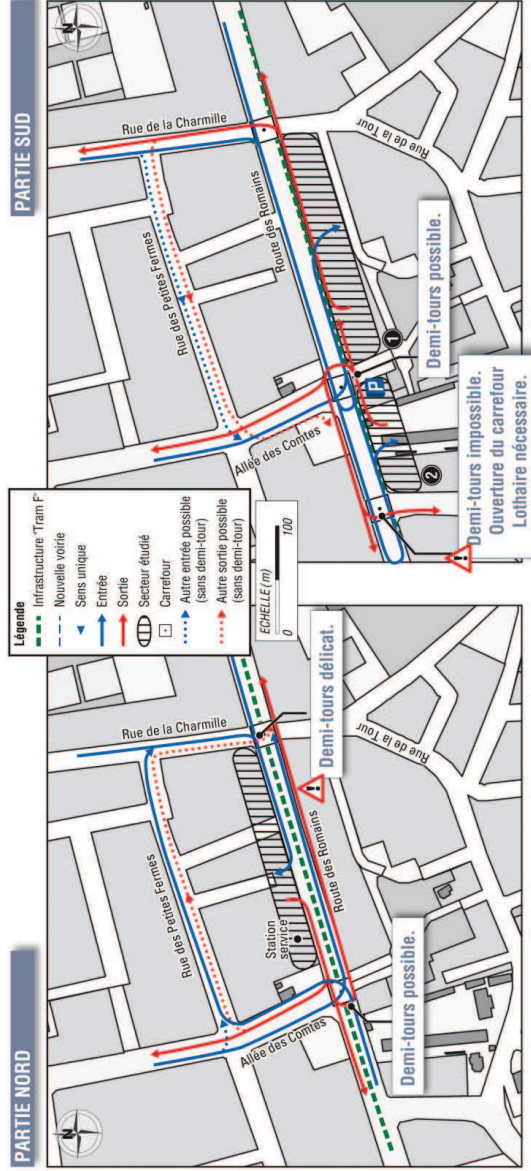 PARTIE NORD
N
Rue des Petites Fermes
Rue de la Charmille
Allée des Comtes
Station
service
Route des Romains
Rue de la Tour
Demi-tours délicat.
Demi-tours possible.
Légende
Infrastructure "Tram F"
Nouvelle voirie
Sens unique
Entrée
Sortie
Secteur étudié
Carrefour
Autre entrée possible
(sans demi-tour)
Autre sortie possible
(sans demi-tour)
ECHELLE (m)
0
100
PARTIE SUD
N
Rue de la Charmille
Rue des Petites Fermes
Route des Romains
Rue de la Tour
Allée des Comtes
P
1
2
Demi-tours possible.
Demi-tours impossible.
Ouverture du carrefour
Lothaire nécessaire.